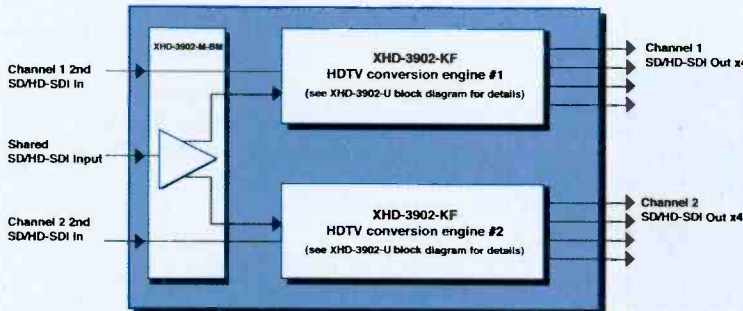 XHD-3902-M-BM
XHD-3902-KF
HDTV conversion engine #1
(see XHD-3902-U block diagram for details)
Channel 1 2nd
SD/HD-SDI In
Channel 1
SD/HD-SDI Out x4
Shared
SD/HD-SDI Input
Channel 2 2nd
SD/HD-SDI In
XHD-3902-KF
HDTV conversion engine #2
(see XHD-3902-U block diagram for details)
Channel 2
SD/HD-SDI Out x4